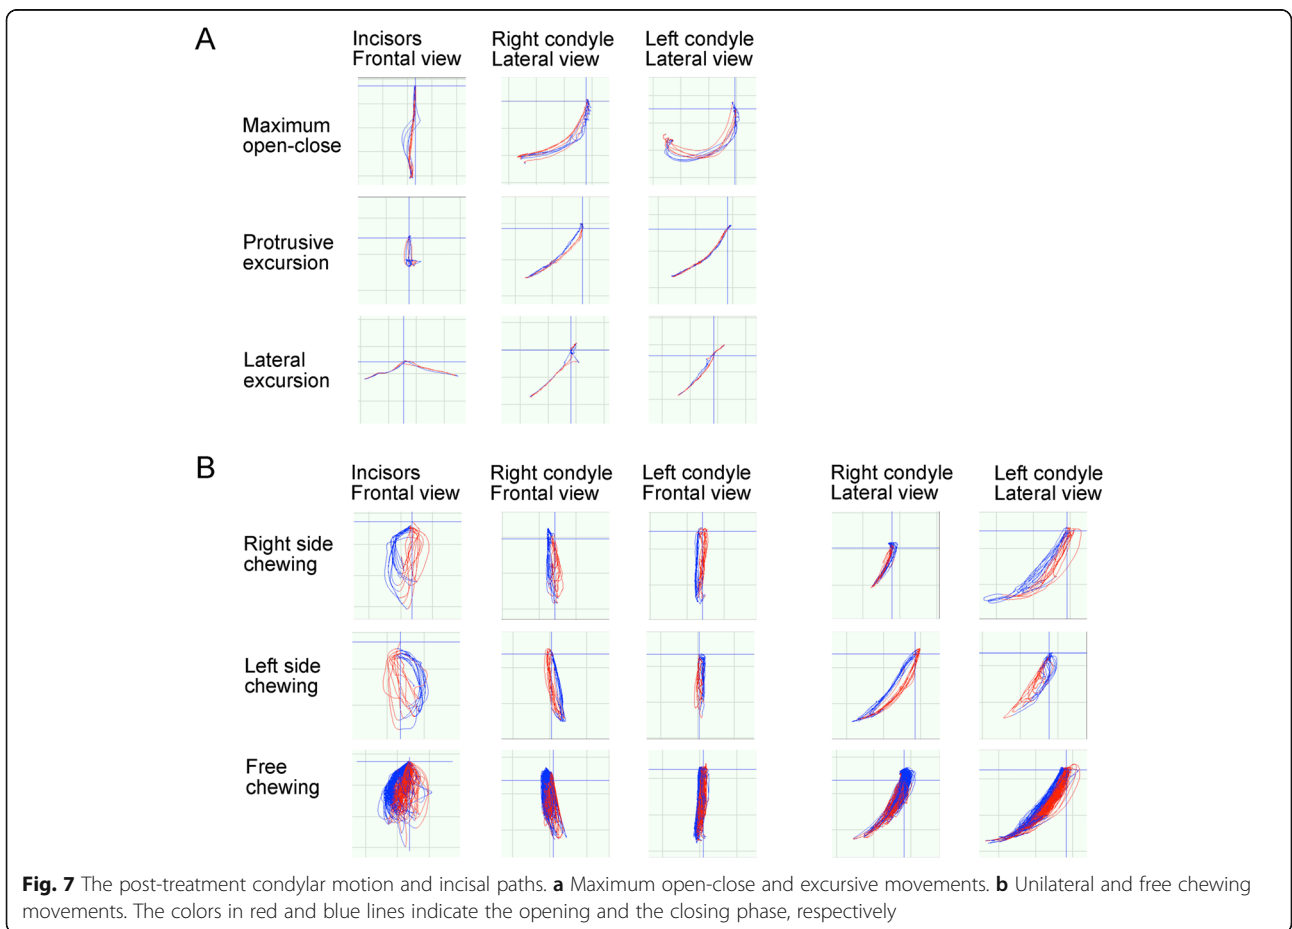 A
Incisors
Frontal view
Right condyle
Lateral view
Left condyle
Lateral view
Maximum
open-close
Protrusive
excursion
Lateral
excursion
B
Incisors
Frontal view
Right condyle
Frontal view
Left condyle
Frontal view
Right condyle
Lateral view
Left condyle
Lateral view
Right side
chewing
Left side
chewing
Free
chewing
Fig. 7 The post-treatment condylar motion and incisal paths. a Maximum open-close and excursive movements. b Unilateral and free chewing
movements. The colors in red and blue lines indicate the opening and the closing phase, respectively